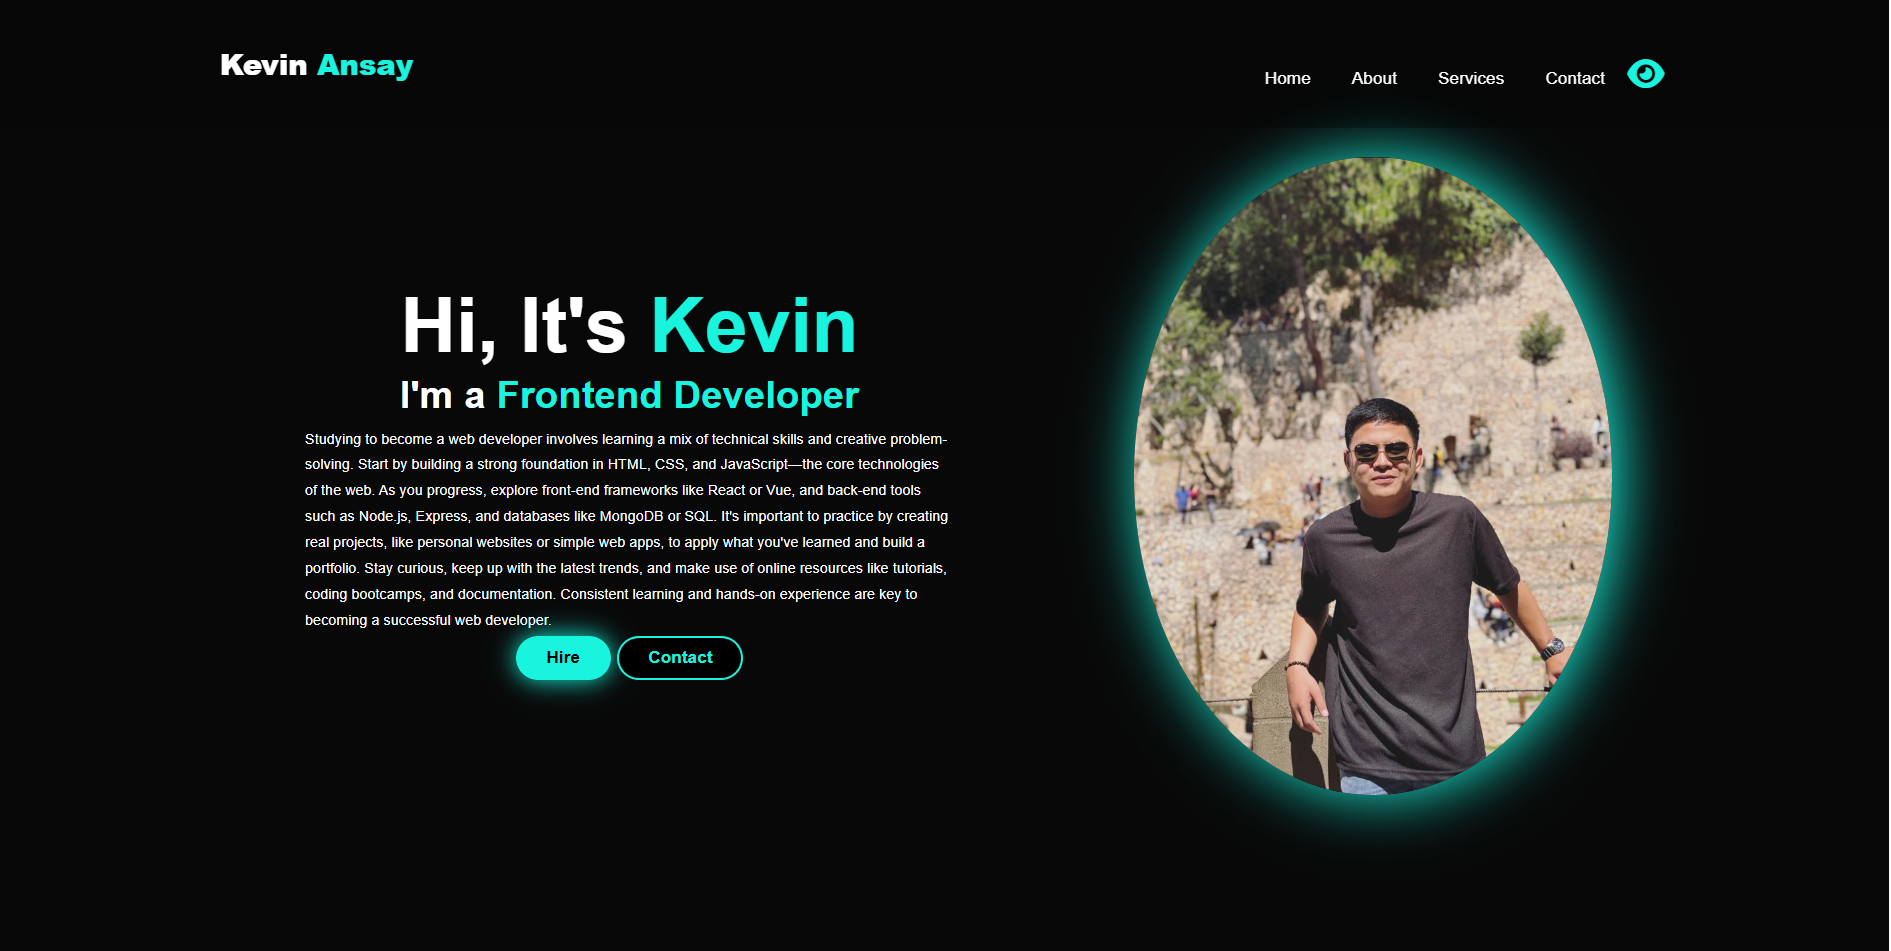 Kevin Ansay
Home About Services Contact
Hi, It's Kevin
I'm a Frontend Developer
Studying to become a web developer involves learning a mix of technical skills and creative problem-
solving. Start by building a strong foundation in HTML, CSS, and JavaScript—the core technologies
of the web. As you progress, explore front-end frameworks like React or Vue, and back-end tools
such as Node.js, Express, and databases like MongoDB or SQL. It's important to practice by creating
real projects, like personal websites or simple web apps, to apply what you've learned and build a
portfolio. Stay curious, keep up with the latest trends, and make use of online resources like tutorials,
coding bootcamps, and documentation. Consistent learning and hands-on experience are key to
becoming a successful web developer.
Hire Contact